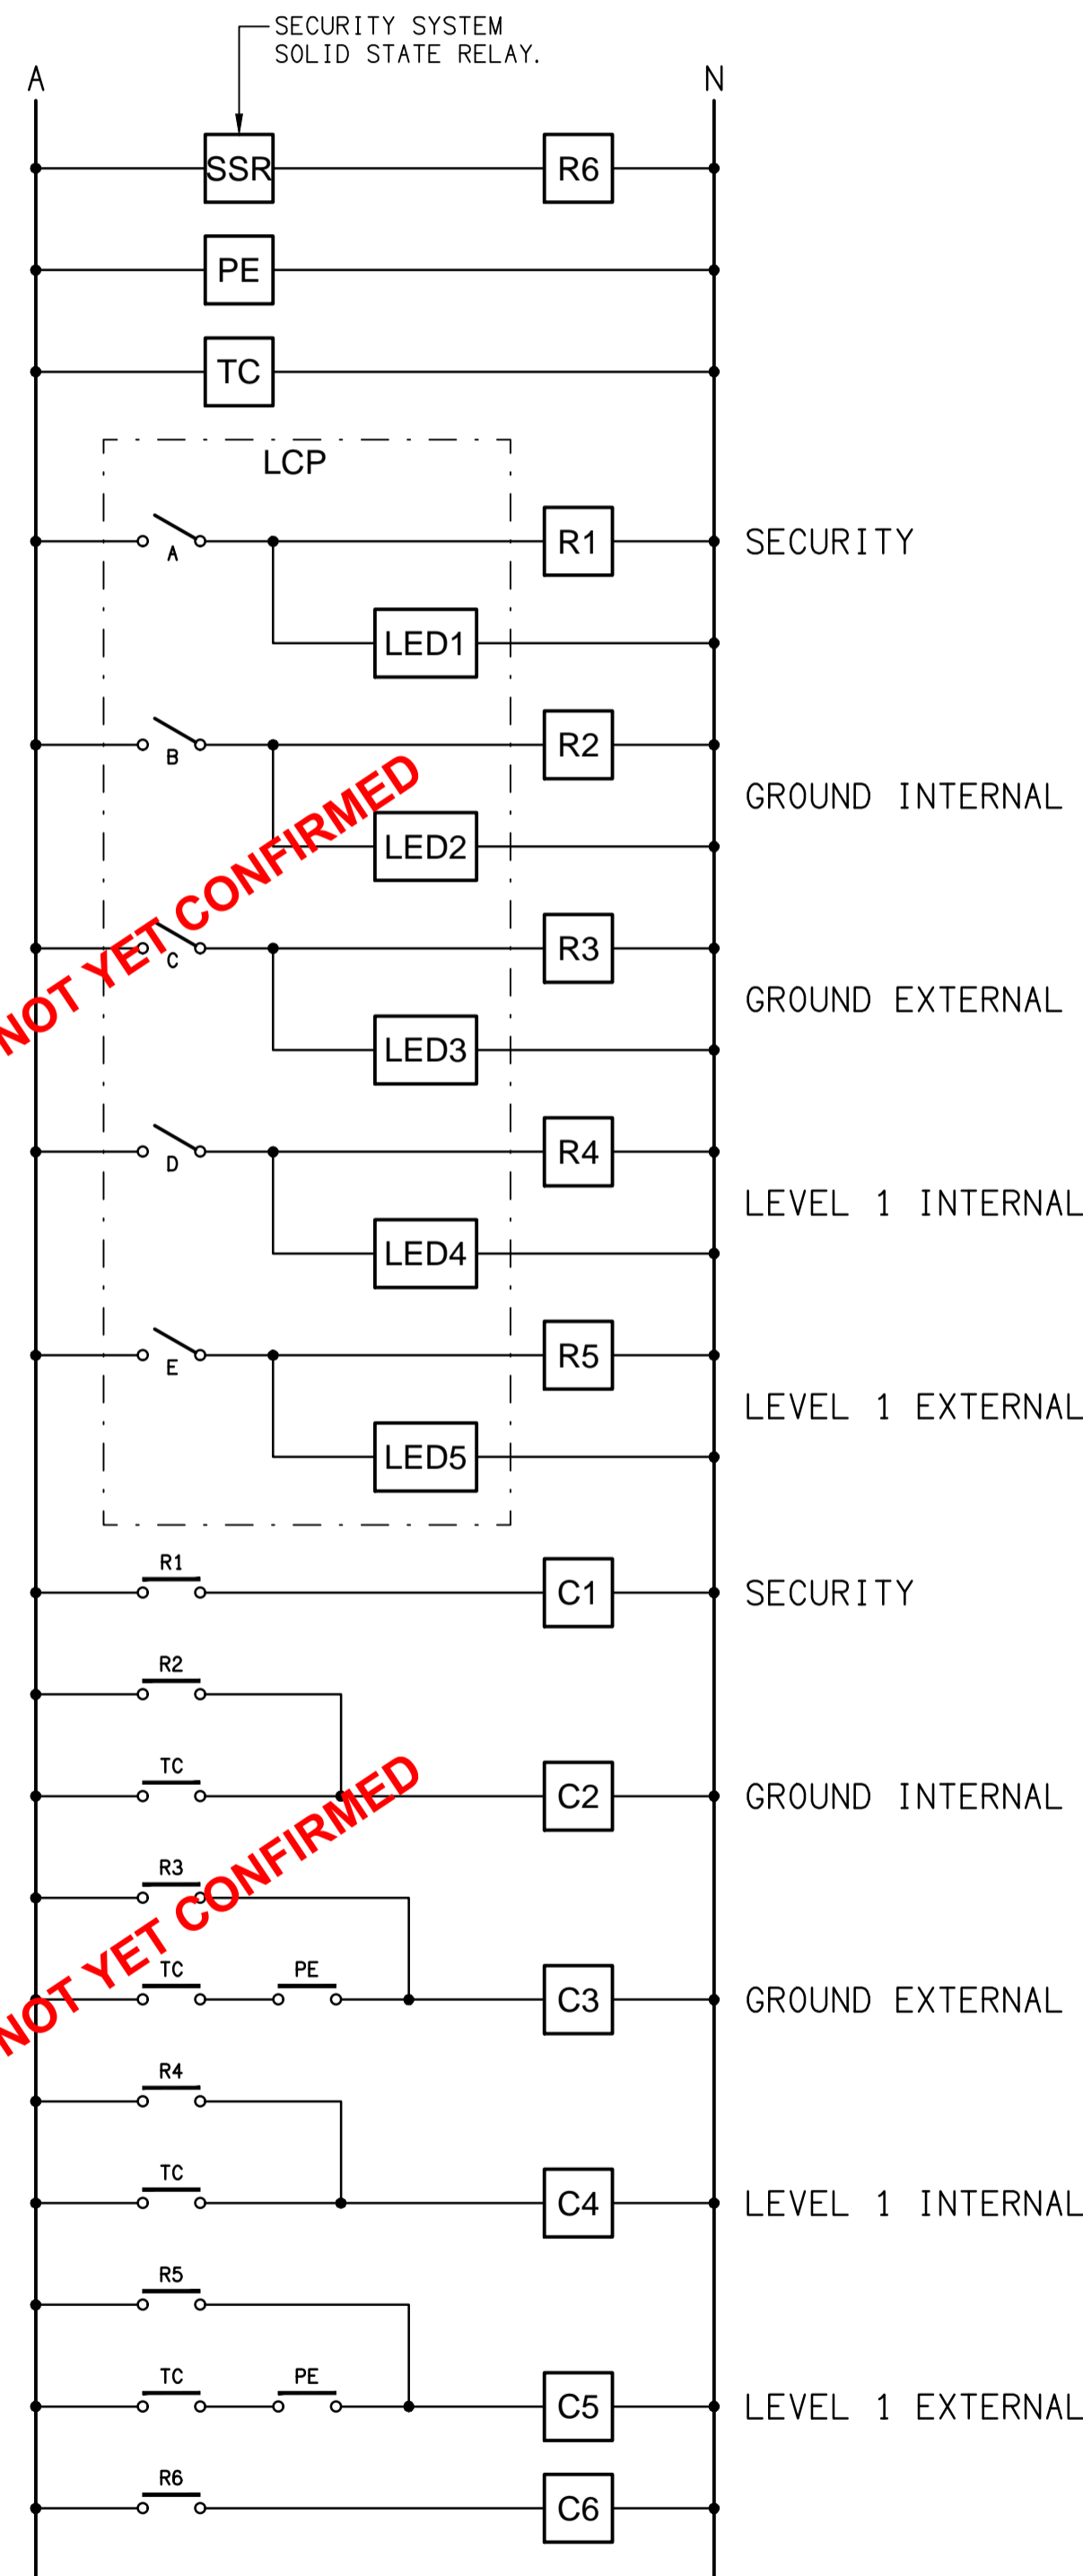 SECURITY SYSTEM
SOLID STATE RELAY.
A
N
SSR
R6
PE
TC
LCP
A
R1
SECURITY
LED1
B
R2
GROUND INTERNAL
LED2
NOT YET CONFIRMED
C
R3
GROUND EXTERNAL
LED3
D
R4
LEVEL 1 INTERNAL
LED4
E
R5
LEVEL 1 EXTERNAL
LED5
R1
C1
SECURITY
R2
TC
C2
GROUND INTERNAL
NOT YET CONFIRMED
R3
TC
PE
C3
GROUND EXTERNAL
R4
TC
C4
LEVEL 1 INTERNAL
R5
TC
PE
C5
LEVEL 1 EXTERNAL
R6
C6